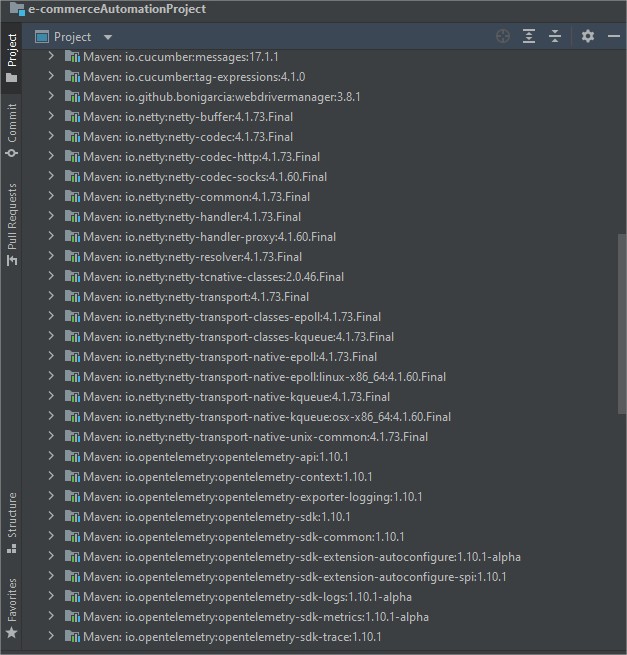 e-commerceAutomationProject
Project
Project
Commit
Pull Requests
Structure
Favorites
Maven: io.cucumber:messages:17.1.1
Maven: io.cucumber:tag-expressions:4.1.0
Maven: io.github.bonigarcia:webdrivermanager:3.8.1
Maven: io.netty:netty-buffer:4.1.73.Final
Maven: io.netty:netty-codec:4.1.73.Final
Maven: io.netty:netty-codec-http:4.1.73.Final
Maven: io.netty:netty-codec-socks:4.1.60.Final
Maven: io.netty:netty-common:4.1.73.Final
Maven: io.netty:netty-handler:4.1.73.Final
Maven: io.netty:netty-handler-proxy:4.1.60.Final
Maven: io.netty:netty-resolver:4.1.73.Final
Maven: io.netty:netty-tcnative-classes:2.0.46.Final
Maven: io.netty:netty-transport:4.1.73.Final
Maven: io.netty:netty-transport-classes-epoll:4.1.73.Final
Maven: io.netty:netty-transport-classes-kqueue:4.1.73.Final
Maven: io.netty:netty-transport-native-epoll:4.1.73.Final
Maven: io.netty:netty-transport-native-epoll:linux-x86_64:4.1.60.Final
Maven: io.netty:netty-transport-native-kqueue:4.1.73.Final
Maven: io.netty:netty-transport-native-kqueue:osx-x86_64:4.1.60.Final
Maven: io.netty:netty-transport-native-unix-common:4.1.73.Final
Maven: io.opentelemetry:opentelemetry-api:1.10.1
Maven: io.opentelemetry:opentelemetry-context:1.10.1
Maven: io.opentelemetry:opentelemetry-exporter-logging:1.10.1
Maven: io.opentelemetry:opentelemetry-sdk:1.10.1
Maven: io.opentelemetry:opentelemetry-sdk-common:1.10.1
Maven: io.opentelemetry:opentelemetry-sdk-extension-autoconfigure:1.10.1-alpha
Maven: io.opentelemetry:opentelemetry-sdk-extension-autoconfigure-spi:1.10.1
Maven: io.opentelemetry:opentelemetry-sdk-logs:1.10.1-alpha
Maven: io.opentelemetry:opentelemetry-sdk-metrics:1.10.1-alpha
Maven: io.opentelemetry:opentelemetry-sdk-trace:1.10.1